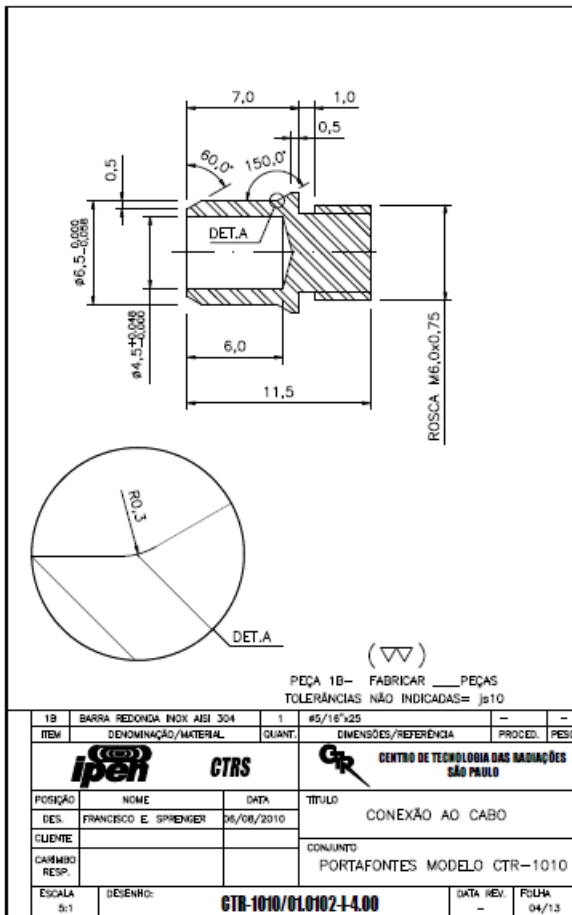 7,0
1,0
0,5
0,5
60,0°
150,0°
DET.A
ø6,5 0,000 -0,058
ø4,5 +0,048 -0,000
6,0
11,5
ROSCA M6,0x0,75
R0,3
DET.A
(▽▽)
PEÇA 1B– FABRICAR ___PEÇAS
TOLERÂNCIAS NÃO INDICADAS= js10
1B BARRA REDONDA INOX AISI 304 1 ø5/16"x25 – –
ITEM DENOMINAÇÃO/MATERIAL QUANT. DIMENSÕES/REFERÊNCIA PROCED. PESO
ipen CTRS CTR CENTRO DE TECNOLOGIA DAS RADIAÇÕES
SÃO PAULO
POSIÇÃO NOME DATA TÍTULO
DES. FRANCISCO E. SPRENGER 06/08/2010 CONEXÃO AO CABO
CLIENTE
CARIMBO RESP. CONJUNTO
PORTAFONTES MODELO CTR–1010
ESCALA DESENHO: DATA REV. FOLHA
5:1 CTR-1010/01.0102-I-4.00 – 04/13